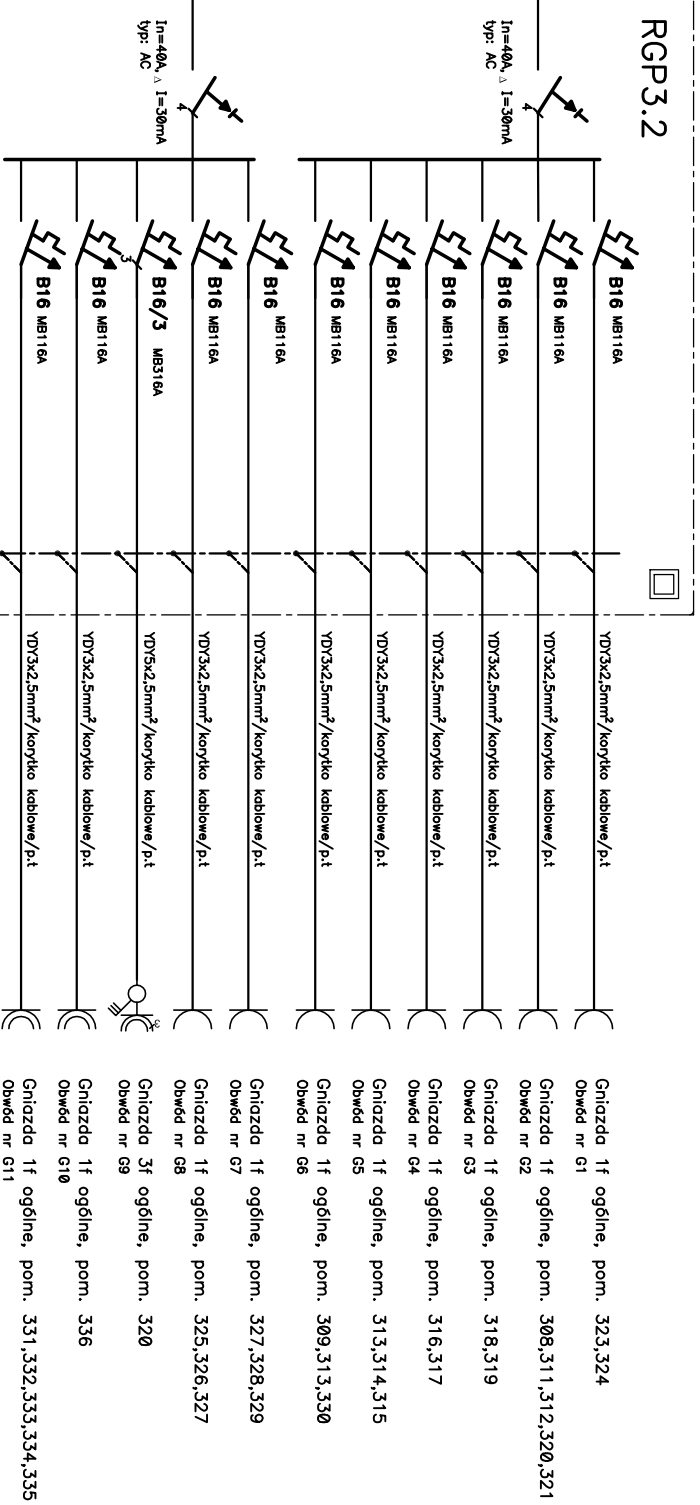 RGP3.2
In=40A, △ I=30mA
typ: AC
4
B16 MB116A
YDY3x2,5mm²/korytko kablowe/p.t
Gniazda 1f ogólne, pom. 323,324
Obwód nr G1
B16 MB116A
YDY3x2,5mm²/korytko kablowe/p.t
Gniazda 1f ogólne, pom. 308,311,312,320,321
Obwód nr G2
B16 MB116A
YDY3x2,5mm²/korytko kablowe/p.t
Gniazda 1f ogólne, pom. 318,319
Obwód nr G3
B16 MB116A
YDY3x2,5mm²/korytko kablowe/p.t
Gniazda 1f ogólne, pom. 316,317
Obwód nr G4
B16 MB116A
YDY3x2,5mm²/korytko kablowe/p.t
Gniazda 1f ogólne, pom. 313,314,315
Obwód nr G5
B16 MB116A
YDY3x2,5mm²/korytko kablowe/p.t
Gniazda 1f ogólne, pom. 309,313,330
Obwód nr G6
In=40A, △ I=30mA
typ: AC
4
B16 MB116A
YDY3x2,5mm²/korytko kablowe/p.t
Gniazda 1f ogólne, pom. 327,328,329
Obwód nr G7
B16 MB116A
YDY3x2,5mm²/korytko kablowe/p.t
Gniazda 1f ogólne, pom. 325,326,327
Obwód nr G8
3
B16/3 MB316A
YDY5x2,5mm²/korytko kablowe/p.t
3
Gniazda 3f ogólne, pom. 320
Obwód nr G9
B16 MB116A
YDY3x2,5mm²/korytko kablowe/p.t
Gniazda 1f ogólne, pom. 336
Obwód nr G10
B16 MB116A
YDY3x2,5mm²/korytko kablowe/p.t
Gniazda 1f ogólne, pom. 331,332,333,334,335
Obwód nr G11